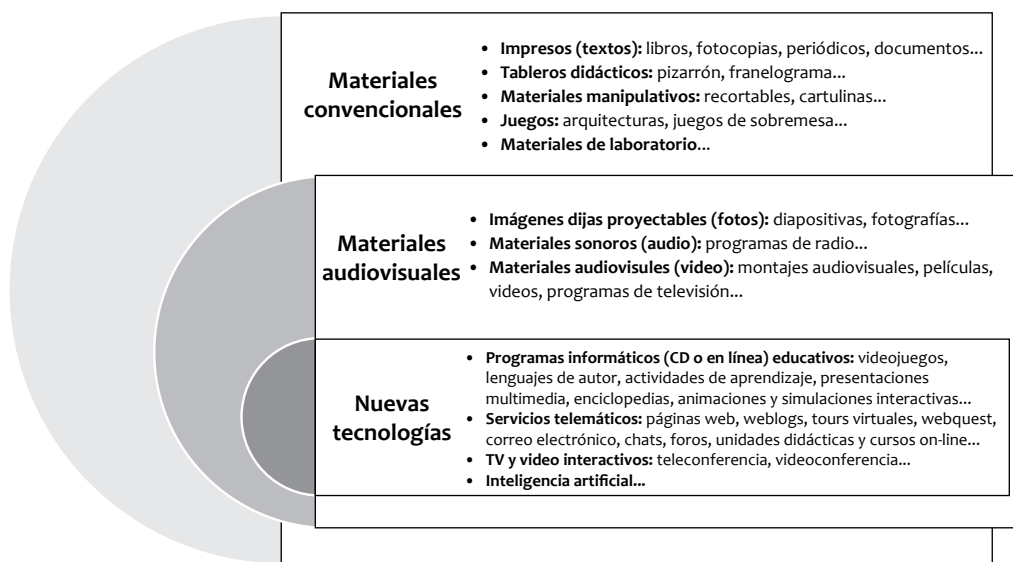 Materiales
convencionales
• Impresos (textos): libros, fotocopias, periódicos, documentos...
• Tableros didácticos: pizarrón, franelograma...
• Materiales manipulativos: recortables, cartulinas...
• Juegos: arquitecturas, juegos de sobremesa...
• Materiales de laboratorio...
Materiales
audiovisuales
• Imágenes dijas proyectables (fotos): diapositivas, fotografías...
• Materiales sonoros (audio): programas de radio...
• Materiales audiovisules (video): montajes audiovisuales, películas,
videos, programas de televisión...
Nuevas
tecnologías
• Programas informáticos (CD o en línea) educativos: videojuegos,
lenguajes de autor, actividades de aprendizaje, presentaciones
multimedia, enciclopedias, animaciones y simulaciones interactivas...
• Servicios telemáticos: páginas web, weblogs, tours virtuales, webquest,
correo electrónico, chats, foros, unidades didácticas y cursos on-line...
• TV y video interactivos: teleconferencia, videoconferencia...
• Inteligencia artificial...